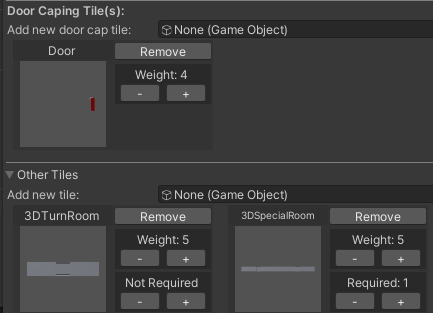 Door Caping Tile(s):
Add new door cap tile: None (Game Object)
Door Remove
Weight: 4
- +
Other Tiles
Add new tile: None (Game Object)
3DTurnRoom Remove 3DSpecialRoom Remove
Weight: 5 Weight: 5
- + - +
Not Required Required: 1
- + - +